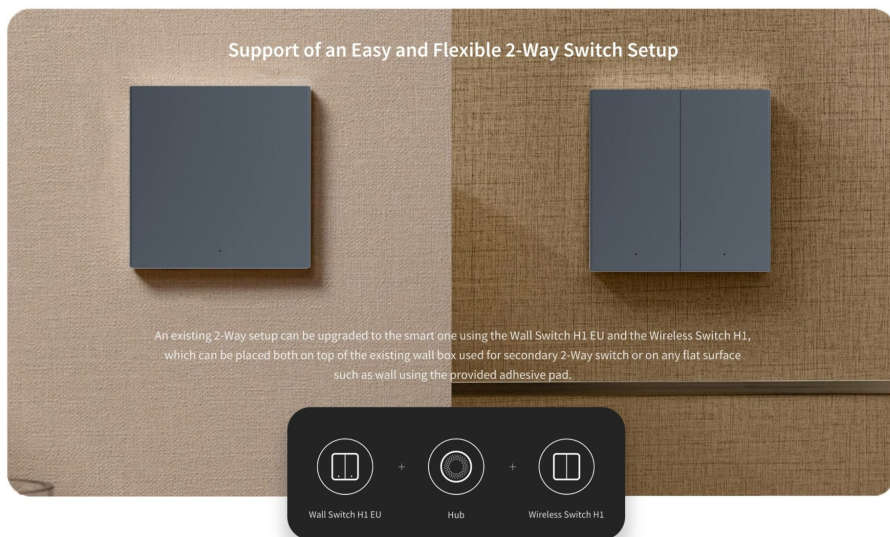 Support of an Easy and Flexible 2-Way Switch Setup
An existing 2-Way setup can be upgraded to the smart one using the Wall Switch H1 EU and the Wireless Switch H1,
which can be placed both on top of the existing wall box used for secondary 2-Way switch or on any flat surface
such as wall using the provided adhesive pad.
Wall Switch H1 EU + Hub + Wireless Switch H1